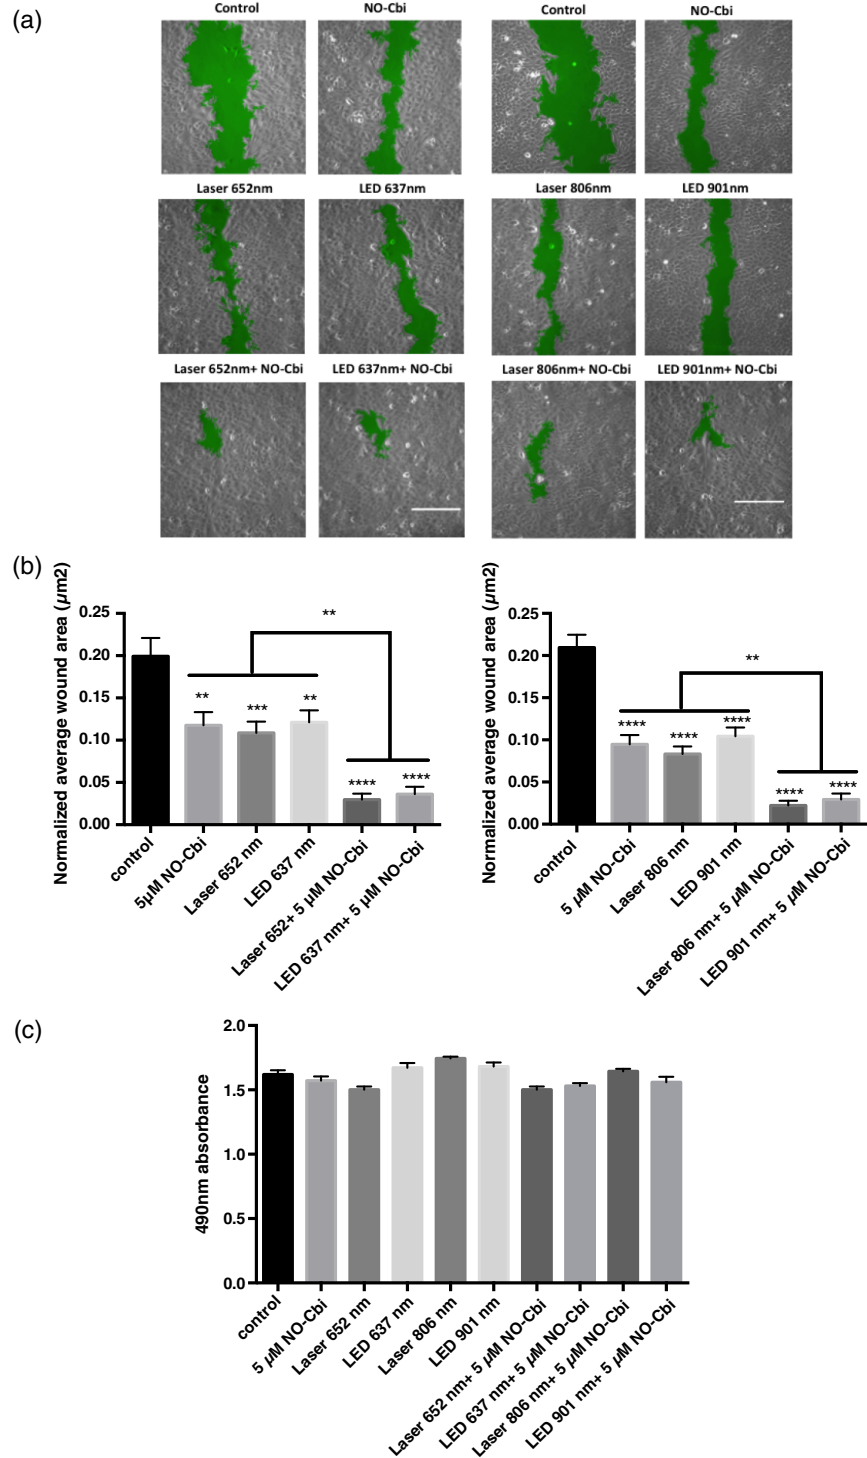 (a)
Control NO-Cbi Control NO-Cbi
Laser 652nm LED 637nm Laser 806nm LED 901nm
Laser 652nm+ NO-Cbi LED 637nm+ NO-Cbi Laser 806nm+ NO-Cbi LED 901nm+ NO-Cbi
(b)
Normalized average wound area (µm2)
0.25
0.20
0.15
0.10
0.05
0.00
**
** *** **
**** ****
control
5µM NO-Cbi
Laser 652 nm
LED 637 nm
Laser 652+ 5 µM NO-Cbi
LED 637 nm+ 5 µM NO-Cbi
Normalized average wound area (µm2)
0.25
0.20
0.15
0.10
0.05
0.00
**
**** **** ****
**** ****
control
5 µM NO-Cbi
Laser 806 nm
LED 901 nm
Laser 806 nm+ 5 µM NO-Cbi
LED 901 nm+ 5 µM NO-Cbi
(c)
490nm absorbance
2.0
1.5
1.0
0.5
0.0
control
5 µM NO-Cbi
Laser 652 nm
LED 637 nm
Laser 806 nm
LED 901 nm
Laser 652 nm+ 5 µM NO-Cbi
LED 637 nm+ 5 µM NO-Cbi
Laser 806 nm+ 5 µM NO-Cbi
LED 901 nm+ 5 µM NO-Cbi